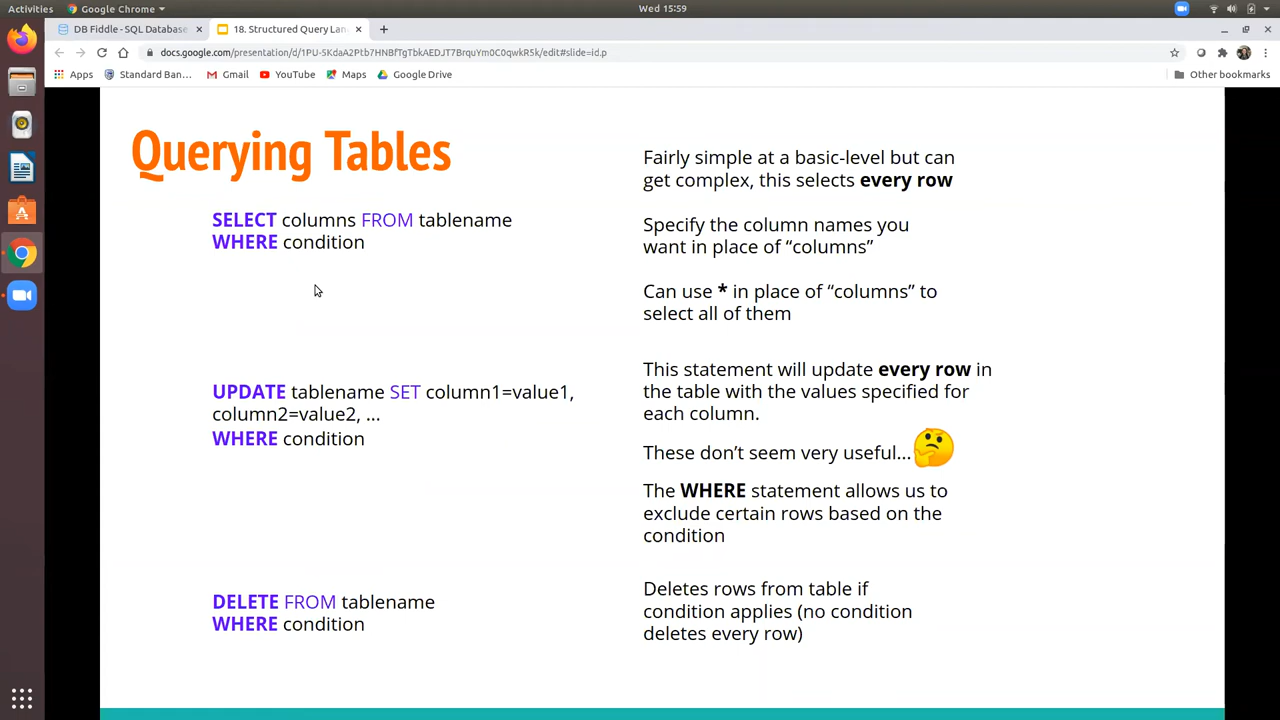 Activities
Google Chrome
Wed 15:59
DB Fiddle - SQL Database
18. Structured Query Lan
docs.google.com/presentation/d/1PU-5KdaA2Ptb7HNBfTgTbkAEDJT7BrquYm0C0qwkR5k/edit#slide=id.p
Apps
Standard Ban...
Gmail
YouTube
Maps
Google Drive
Other bookmarks
Querying Tables
SELECT columns FROM tablename
WHERE condition
Fairly simple at a basic-level but can
get complex, this selects every row
Specify the column names you
want in place of “columns”
Can use * in place of “columns” to
select all of them
UPDATE tablename SET column1=value1,
column2=value2, ...
WHERE condition
This statement will update every row in
the table with the values specified for
each column.
These don’t seem very useful...
The WHERE statement allows us to
exclude certain rows based on the
condition
DELETE FROM tablename
WHERE condition
Deletes rows from table if
condition applies (no condition
deletes every row)